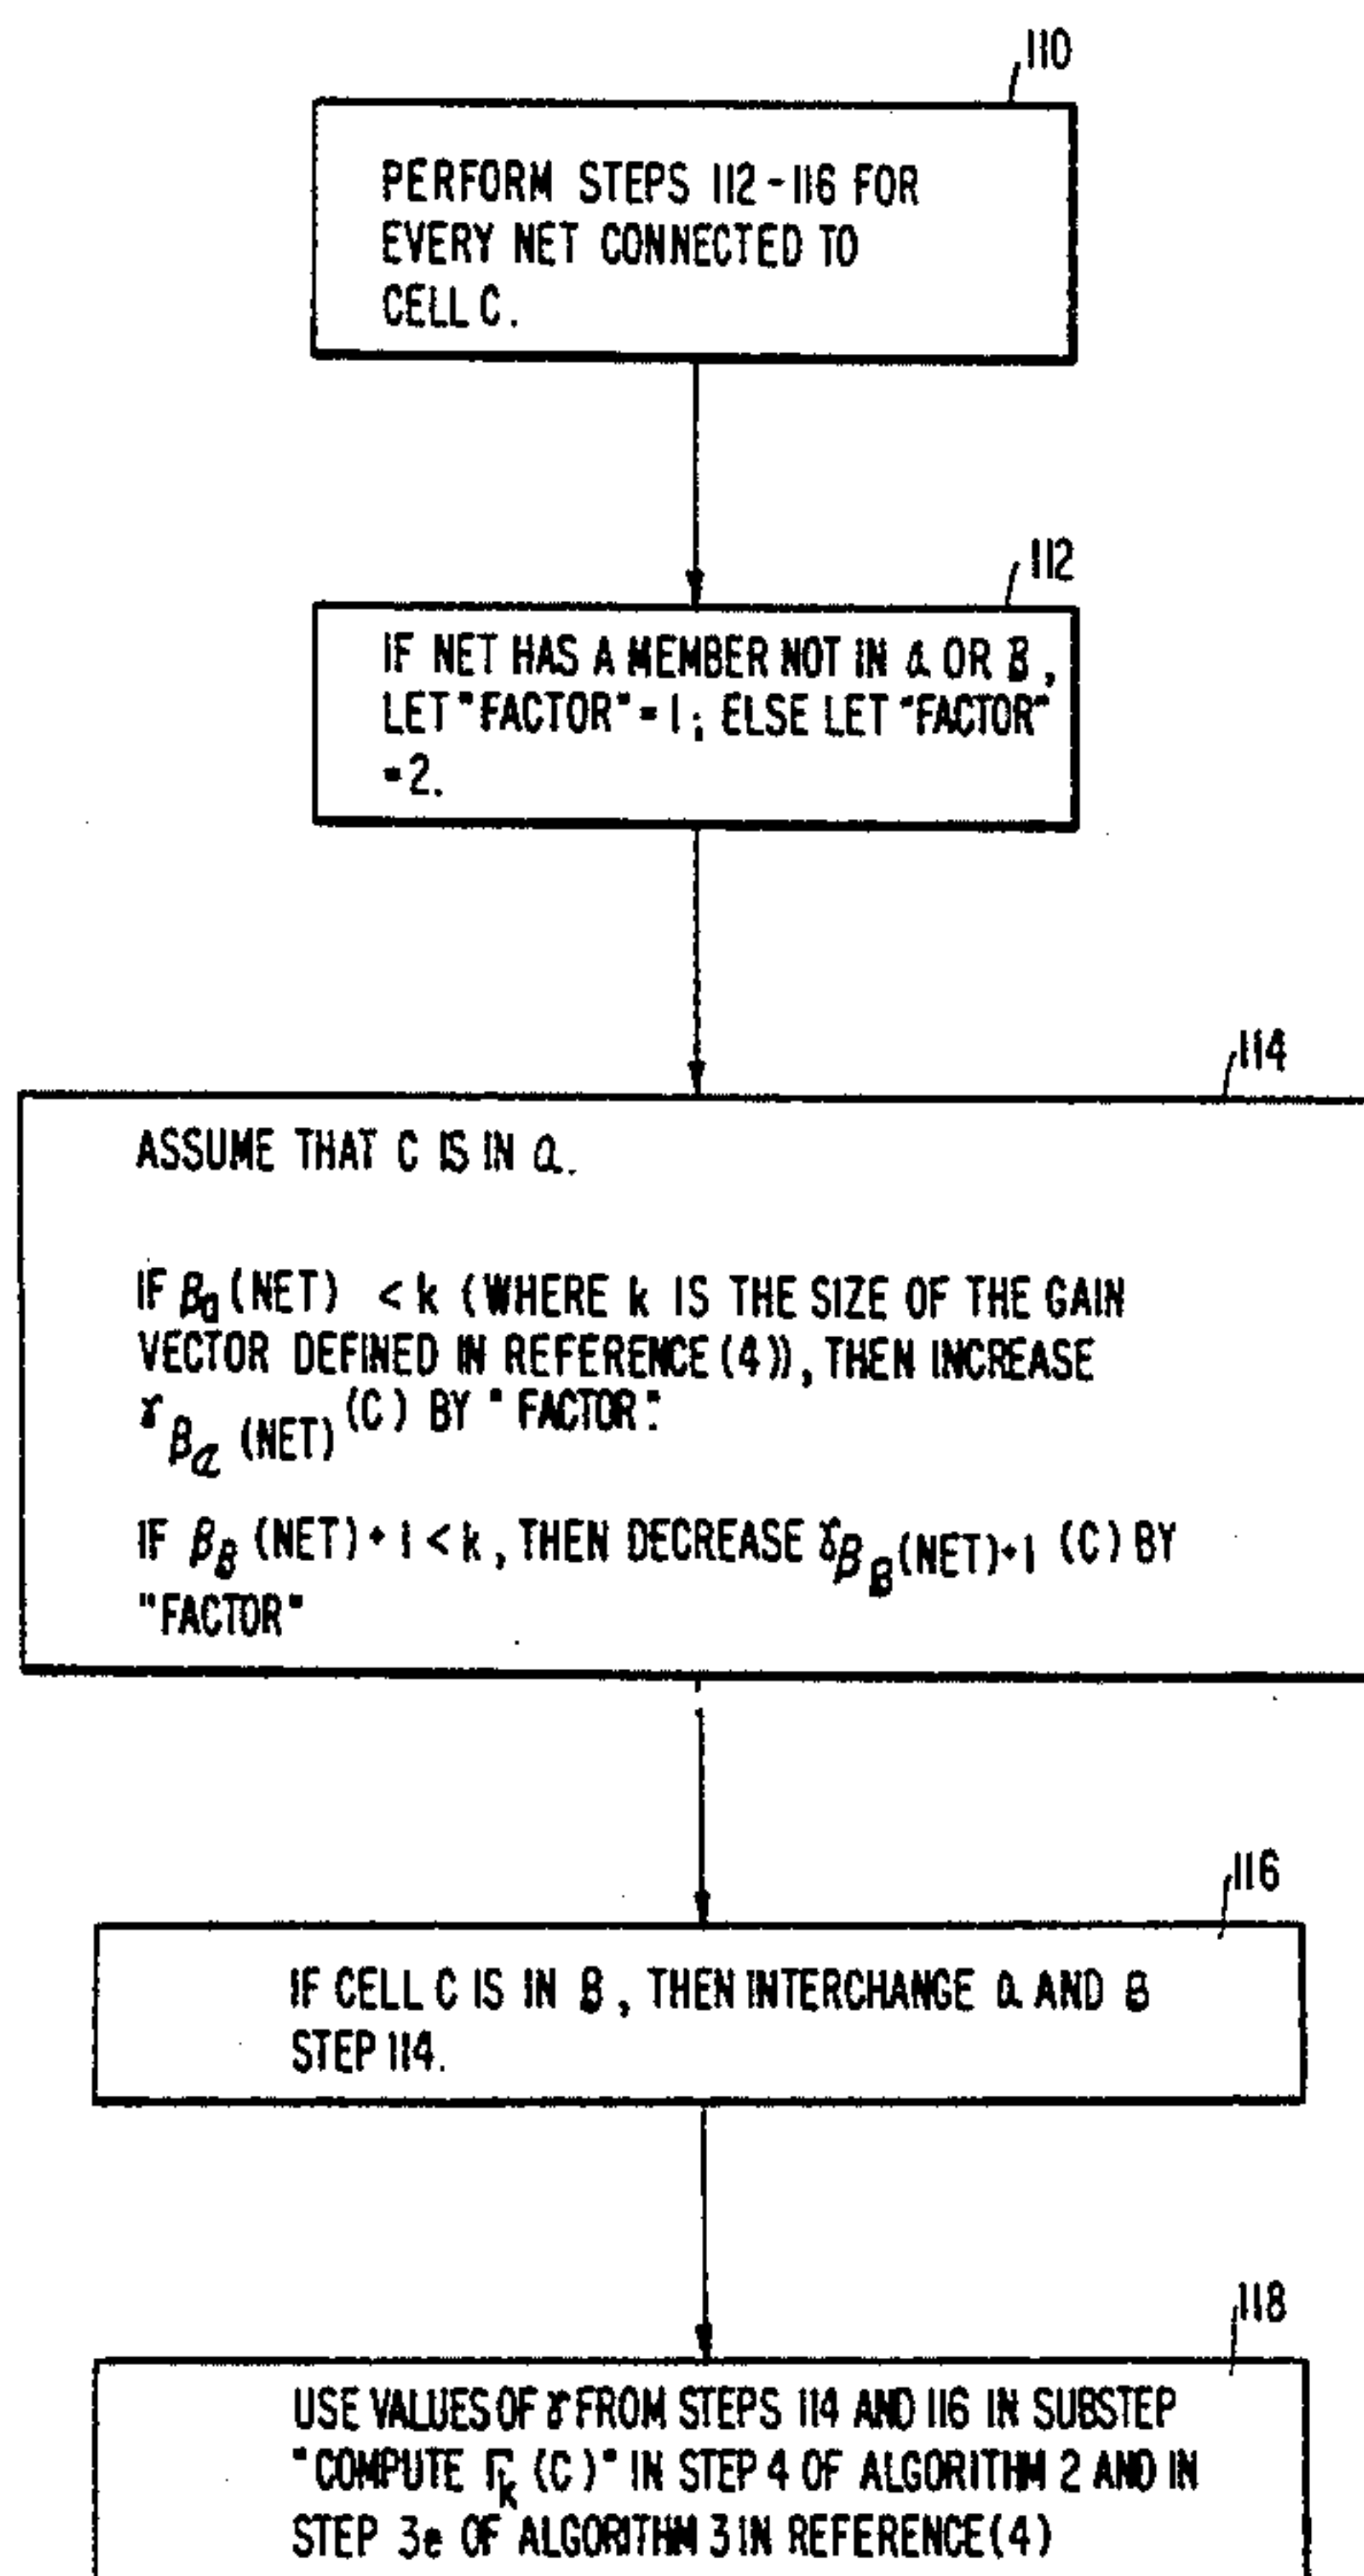 110
PERFORM STEPS 112-116 FOR
EVERY NET CONNECTED TO
CELL C.
112
IF NET HAS A MEMBER NOT IN a OR B,
LET "FACTOR" = 1; ELSE LET "FACTOR"
= 2.
114
ASSUME THAT C IS IN a.
IF βa (NET) < k (WHERE k IS THE SIZE OF THE GAIN
VECTOR DEFINED IN REFERENCE (4)), THEN INCREASE
γ βa (NET) (C) BY "FACTOR".
IF βB (NET) + 1 < k, THEN DECREASE γβB(NET)+1 (C) BY
"FACTOR"
116
IF CELL C IS IN B, THEN INTERCHANGE a AND B
STEP 114.
118
USE VALUES OF γ FROM STEPS 114 AND 116 IN SUBSTEP
"COMPUTE Γk (C)" IN STEP 4 OF ALGORITHM 2 AND IN
STEP 3e OF ALGORITHM 3 IN REFERENCE (4)